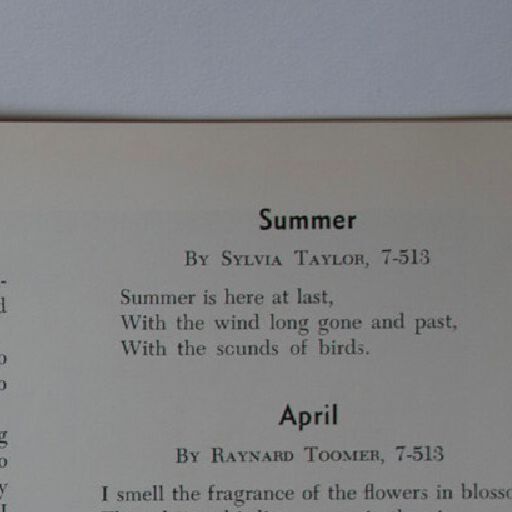 Summer
By Sylvia Taylor, 7-513
Summer is here at last,
With the wind long gone and past,
With the sounds of birds.
April
By Raynard Toomer, 7-513
I smell the fragrance of the flowers in